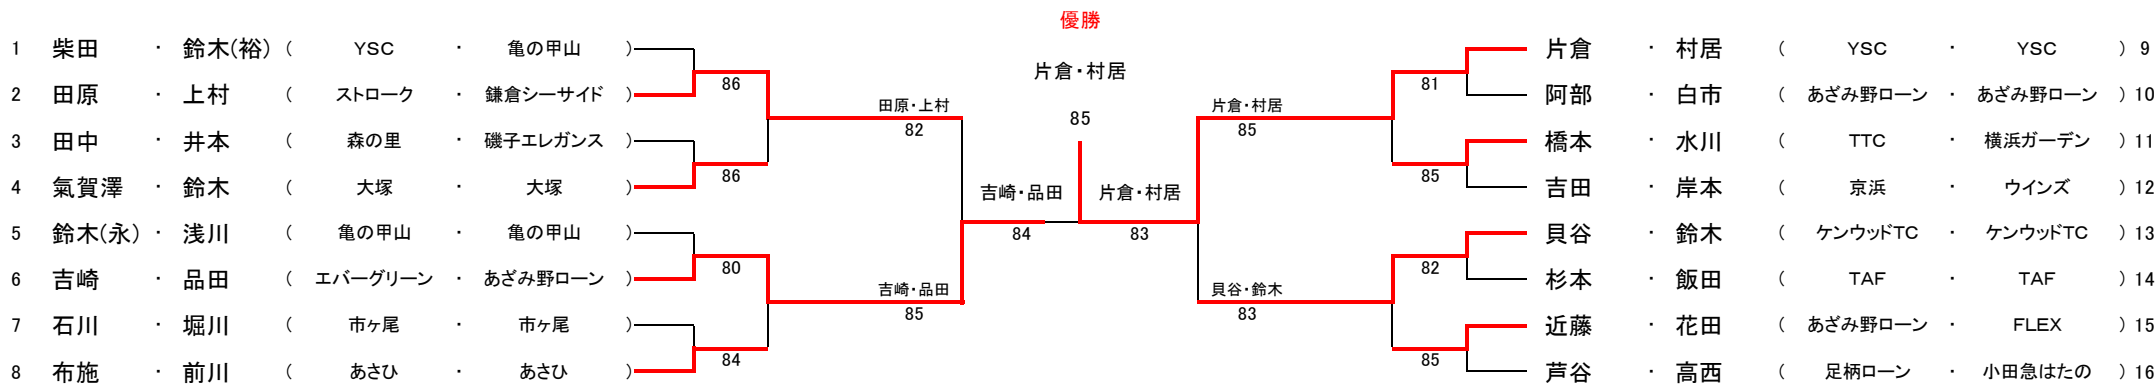 優勝
片倉・村居
85
1 柴田 ・ 鈴木(裕) ( YSC ・ 亀の甲山 )
2 田原 ・ 上村 ( ストローク ・ 鎌倉シーサイド )
3 田中 ・ 井本 ( 森の里 ・ 磯子エレガンス )
4 氣賀澤 ・ 鈴木 ( 大塚 ・ 大塚 )
5 鈴木(永) ・ 浅川 ( 亀の甲山 ・ 亀の甲山 )
6 吉崎 ・ 品田 ( エバーグリーン ・ あざみ野ローン )
7 石川 ・ 堀川 ( 市ヶ尾 ・ 市ヶ尾 )
8 布施 ・ 前川 ( あさひ ・ あさひ )
86
86
80
84
田原・上村
82
吉崎・品田
85
吉崎・品田
84
片倉・村居
83
片倉・村居
85
貝谷・鈴木
83
81
85
82
85
片倉 ・ 村居 ( YSC ・ YSC ) 9
阿部 ・ 白市 ( あざみ野ローン ・ あざみ野ローン ) 10
橋本 ・ 水川 ( TTC ・ 横浜ガーデン ) 11
吉田 ・ 岸本 ( 京浜 ・ ウインズ ) 12
貝谷 ・ 鈴木 ( ケンウッドTC ・ ケンウッドTC ) 13
杉本 ・ 飯田 ( TAF ・ TAF ) 14
近藤 ・ 花田 ( あざみ野ローン ・ FLEX ) 15
芦谷 ・ 高西 ( 足柄ローン ・ 小田急はたの ) 16